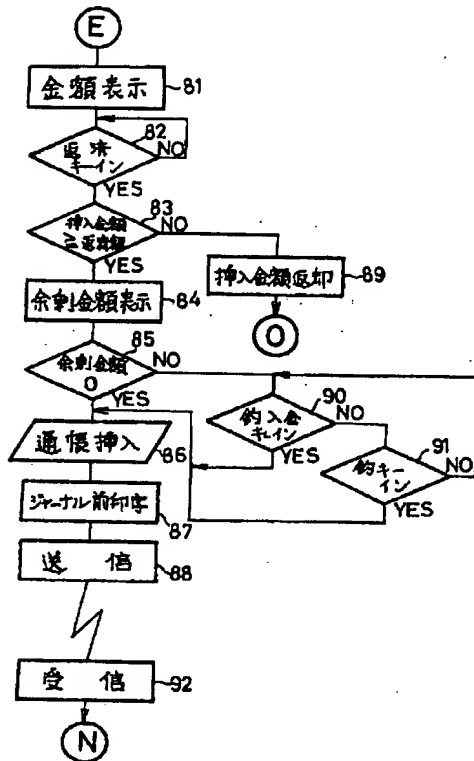 E
金額表示
81
82
返済
キーイン
NO
YES
83
挿入金額
≧返済額
NO
YES
余剰金額表示
84
挿入金額返却
89
O
85
余剰金額
0
NO
YES
90
釣入金
キーイン
NO
YES
91
釣キー
イン
NO
YES
通帳挿入
86
ジャーナル前印字
87
送信
88
受信
92
N